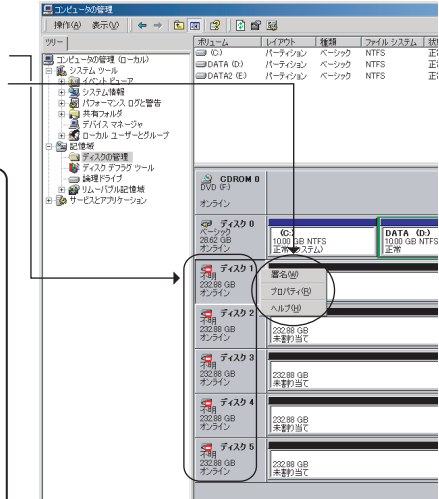 コンピュータの管理
操作(A) 表示(V)
ツリー
コンピュータの管理 (ローカル)
システム ツール
イベント ビューア
システム情報
パフォーマンス ログと警告
共有フォルダ
デバイス マネージャ
ローカル ユーザーとグループ
記憶域
ディスクの管理
ディスク デフラグ ツール
論理ドライブ
リムーバブル記憶域
サービスとアプリケーション
ボリューム レイアウト 種類 ファイル システム 状
(C:) パーティション ベーシック NTFS 正
DATA (D:) パーティション ベーシック NTFS 正
DATA2 (E:) パーティション ベーシック NTFS 正
CDROM 0
DVD (F:)
オンライン
ディスク 0
ベーシック
28.62 GB
オンライン
(C:)
10.00 GB NTFS
正常 ステム)
DATA (D:)
10.00 GB NTFS
正常
ディスク 1
不明
232.88 GB
オンライン
署名(W)
プロパティ(R)
ヘルプ(H)
ディスク 2
不明
232.88 GB
オンライン
232.88 GB
未割り当て
ディスク 3
不明
232.88 GB
オンライン
232.88 GB
未割り当て
ディスク 4
不明
232.88 GB
オンライン
232.88 GB
未割り当て
ディスク 5
不明
232.88 GB
オンライン
232.88 GB
未割り当て